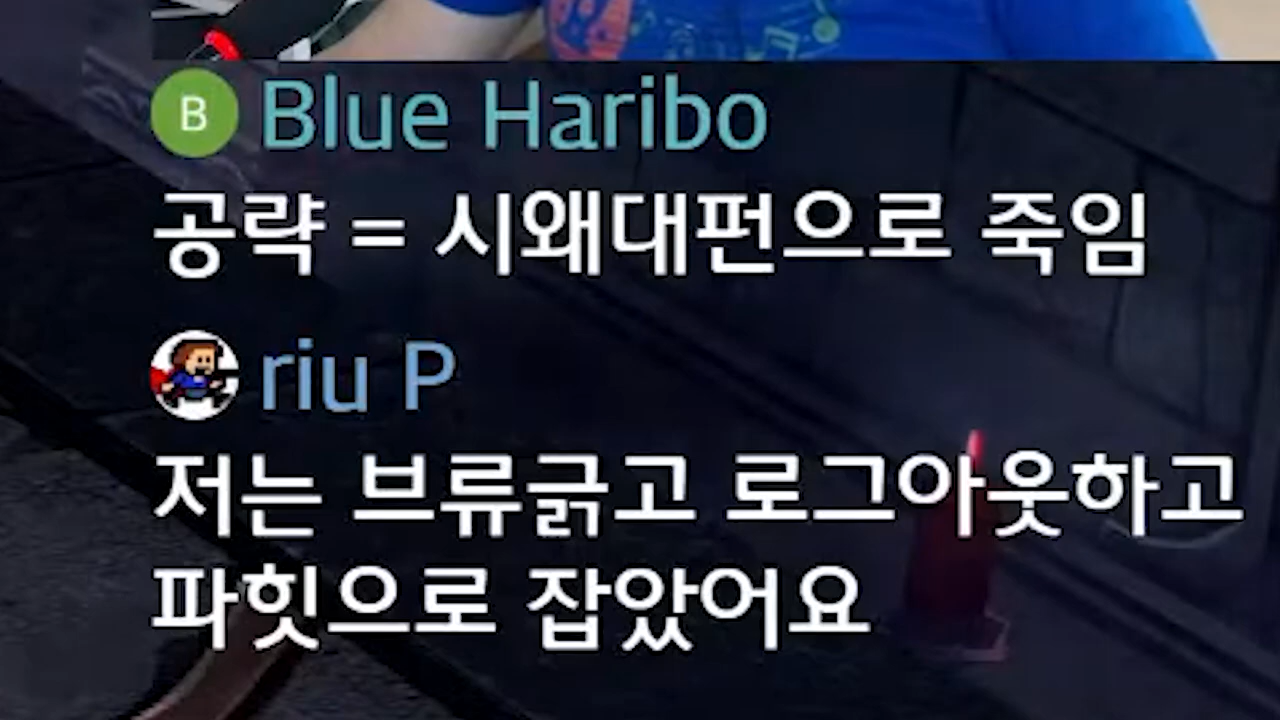 B Blue Haribo
공략 = 시왜대펀으로 죽임
riu P
저는 브류긁고 로그아웃하고
파힛으로 잡았어요